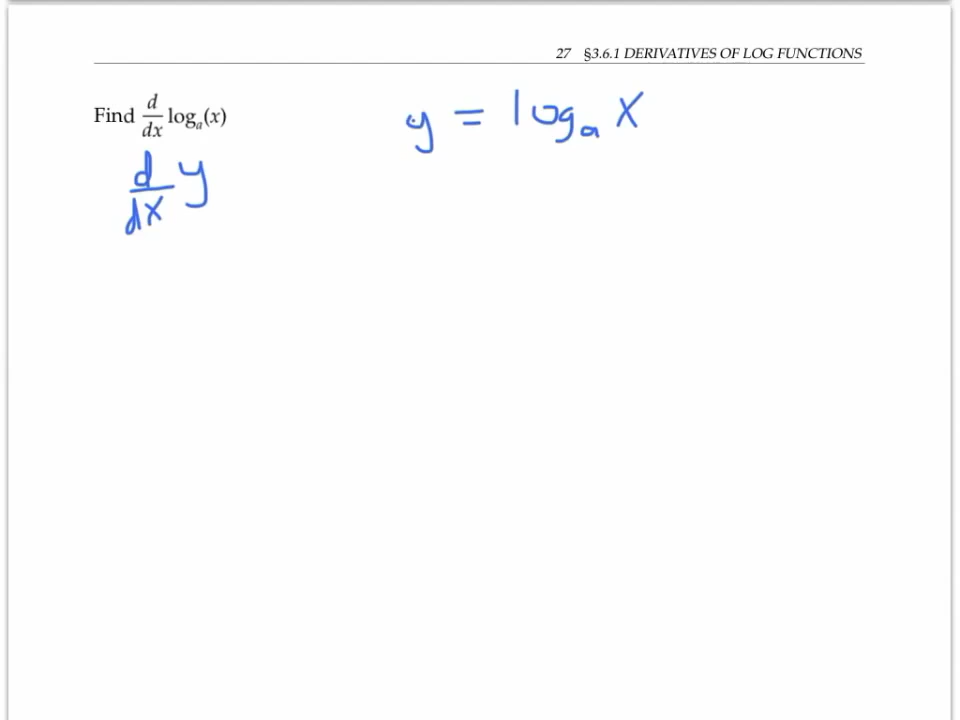 27 §3.6.1 DERIVATIVES OF LOG FUNCTIONS
Find d/dx log_a(x)
y = log_a x
d/dx y